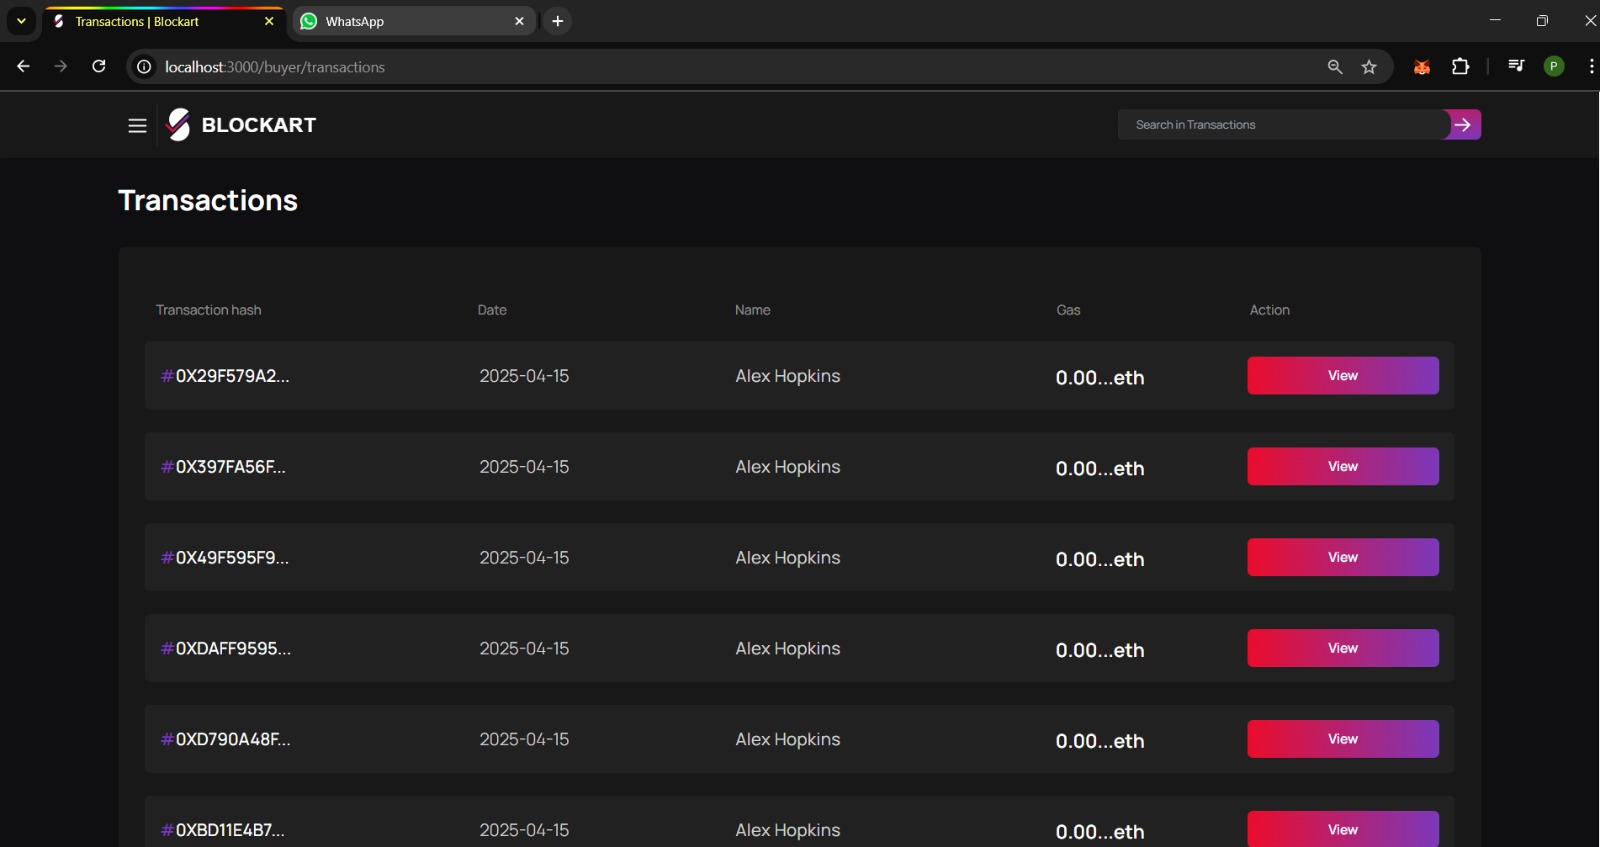 Transactions | Blockart
WhatsApp
localhost:3000/buyer/transactions
P
BLOCKART
Search in Transactions
Transactions
Transaction hash Date Name Gas Action
#0X29F579A2... 2025-04-15 Alex Hopkins 0.00...eth View
#0X397FA56F... 2025-04-15 Alex Hopkins 0.00...eth View
#0X49F595F9... 2025-04-15 Alex Hopkins 0.00...eth View
#0XDAFF9595... 2025-04-15 Alex Hopkins 0.00...eth View
#0XD790A48F... 2025-04-15 Alex Hopkins 0.00...eth View
#0XBD11E4B7... 2025-04-15 Alex Hopkins 0.00...eth View